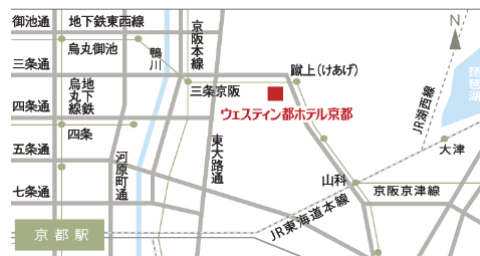 御池通
地下鉄東西線
京阪本線
N
烏丸御池
鴨川
三条通
三条京阪
蹴上(けあげ)
琵琶湖
地下鉄
烏丸線
四条通
ウェスティン都ホテル京都
JR湖西線
四条
五条通
河原町通
東大路通
大津
七条通
山科
京阪京津線
JR東海道本線
京都駅